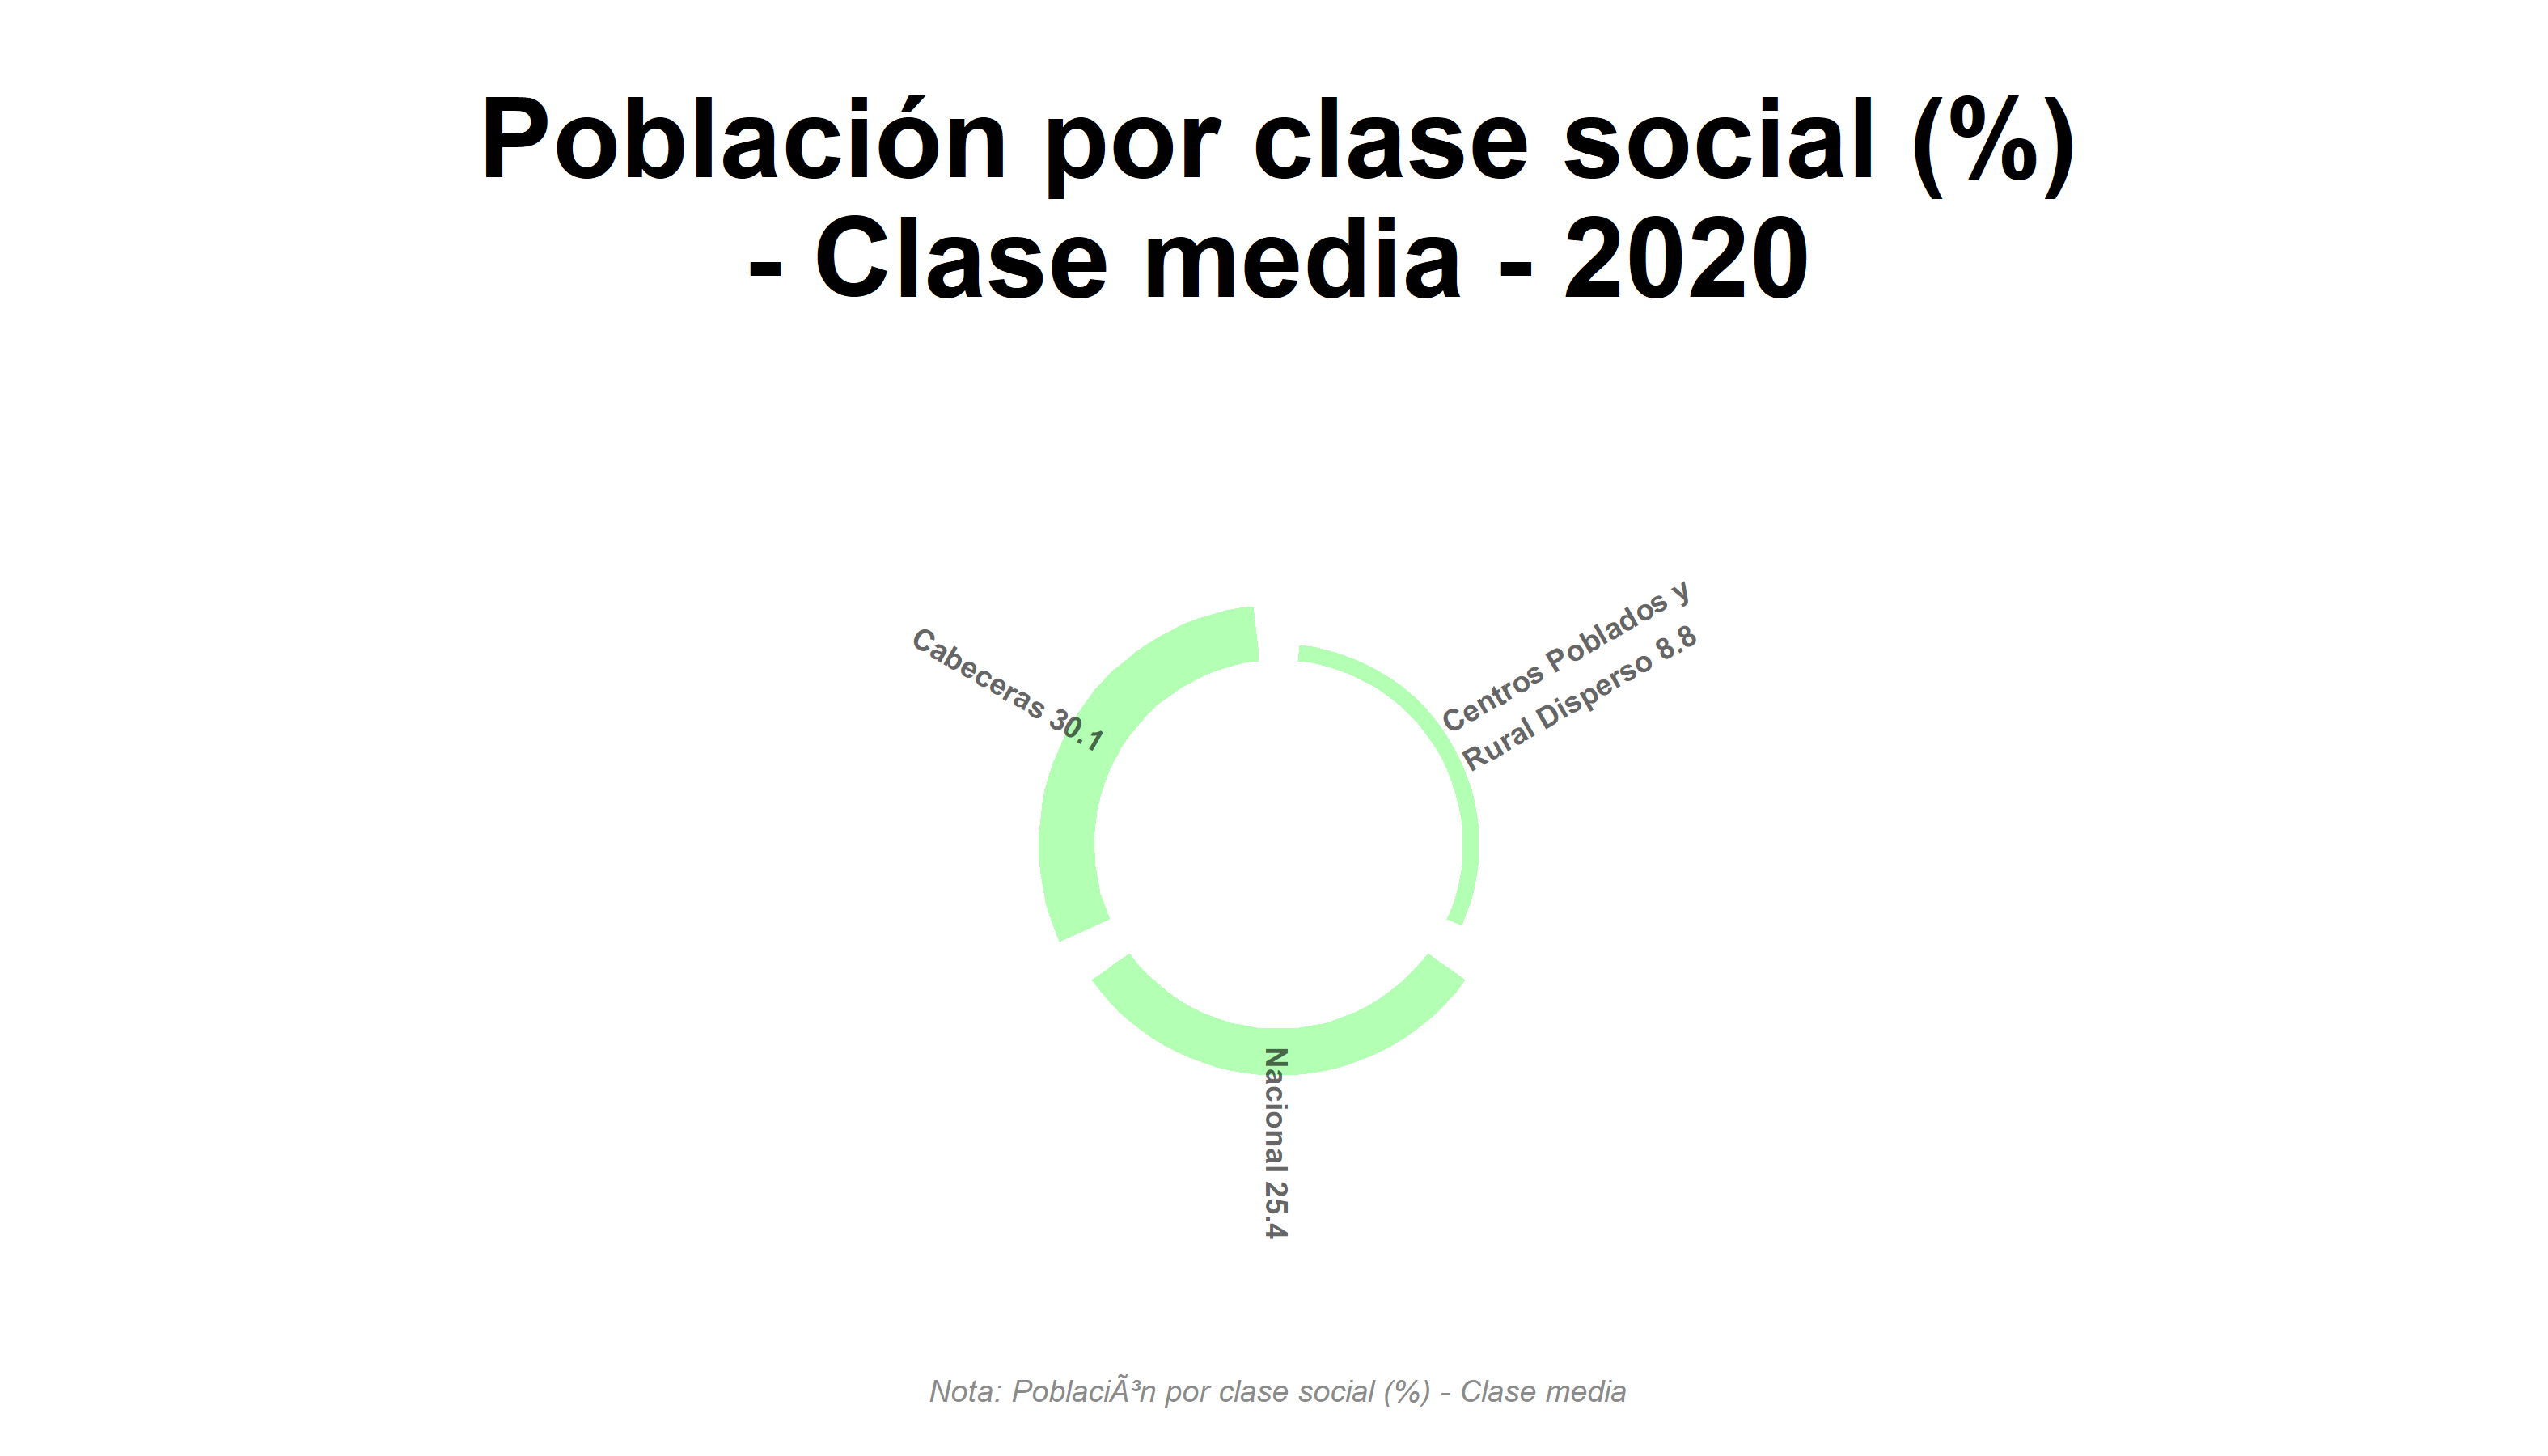 Población por clase social (%)
- Clase media - 2020
Centros Poblados y
Rural Disperso 8.8
Cabeceras 30.1
Nacional 25.4
Nota: PoblaciÃ³n por clase social (%) - Clase media